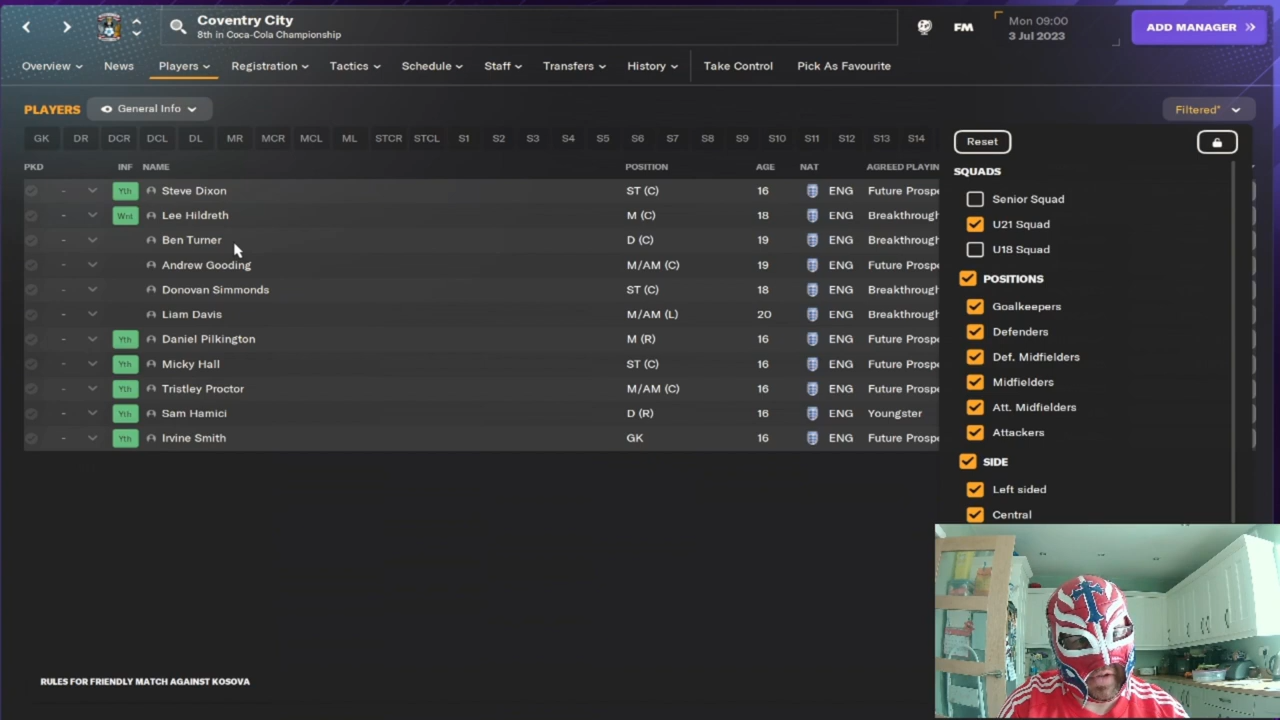 Coventry City
8th in Coca-Cola Championship
FM
Mon 09:00
3 Jul 2023
ADD MANAGER
Overview News Players Registration Tactics Schedule Staff Transfers History Take Control Pick As Favourite
PLAYERS General Info Filtered*
GK DR DCR DCL DL MR MCR MCL ML STCR STCL S1 S2 S3 S4 S5 S6 S7 S8 S9 S10 S11 S12 S13 S14
Reset
PKD INF NAME POSITION AGE NAT AGREED PLAYIN
Yth Steve Dixon ST (C) 16 ENG Future Prospe
Wnt Lee Hildreth M (C) 18 ENG Breakthrough
- Ben Turner D (C) 19 ENG Breakthrough
- Andrew Gooding M/AM (C) 19 ENG Future Prospe
- Donovan Simmonds ST (C) 18 ENG Breakthrough
- Liam Davis M/AM (L) 20 ENG Breakthrough
- Yth Daniel Pilkington M (R) 16 ENG Future Prospe
- Yth Micky Hall ST (C) 16 ENG Future Prospe
- Yth Tristley Proctor M/AM (C) 16 ENG Future Prospe
- Yth Sam Hamici D (R) 16 ENG Youngster
- Yth Irvine Smith GK 16 ENG Future Prospe
SQUADS
Senior Squad
U21 Squad
U18 Squad
POSITIONS
Goalkeepers
Defenders
Def. Midfielders
Midfielders
Att. Midfielders
Attackers
SIDE
Left sided
Central
RULES FOR FRIENDLY MATCH AGAINST KOSOVA